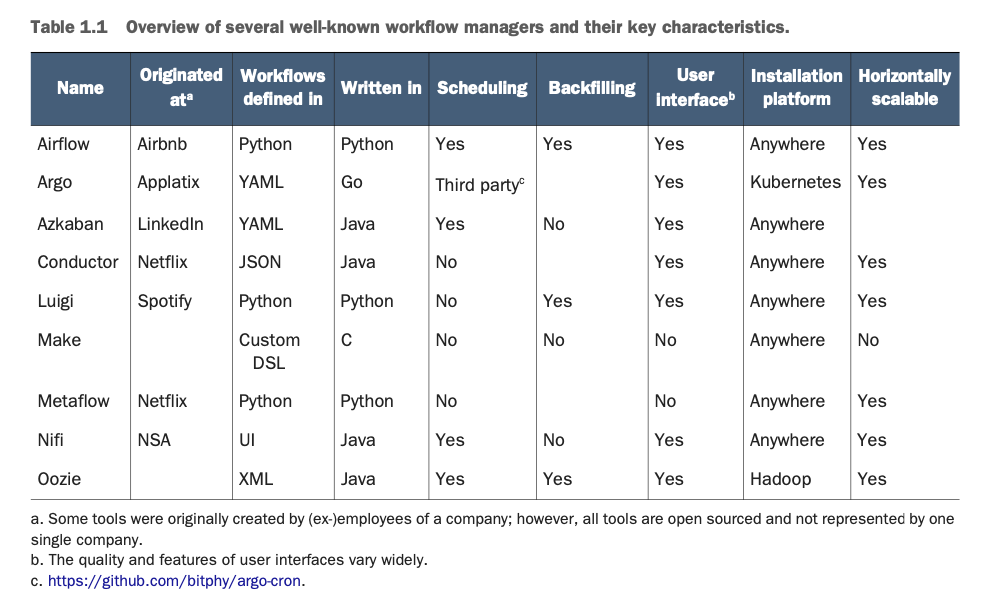 Table 1.1 Overview of several well-known workflow managers and their key characteristics.
Name Originated at^a Workflows defined in Written in Scheduling Backfilling User interface^b Installation platform Horizontally scalable
Airflow Airbnb Python Python Yes Yes Yes Anywhere Yes
Argo Applatix YAML Go Third party^c Yes Kubernetes Yes
Azkaban LinkedIn YAML Java Yes No Yes Anywhere
Conductor Netflix JSON Java No Yes Anywhere Yes
Luigi Spotify Python Python No Yes Yes Anywhere Yes
Make Custom DSL C No No No Anywhere No
Metaflow Netflix Python Python No No Anywhere Yes
Nifi NSA UI Java Yes No Yes Anywhere Yes
Oozie XML Java Yes Yes Yes Hadoop Yes
a. Some tools were originally created by (ex-)employees of a company; however, all tools are open sourced and not represented by one
single company.
b. The quality and features of user interfaces vary widely.
c. https://github.com/bitphy/argo-cron.